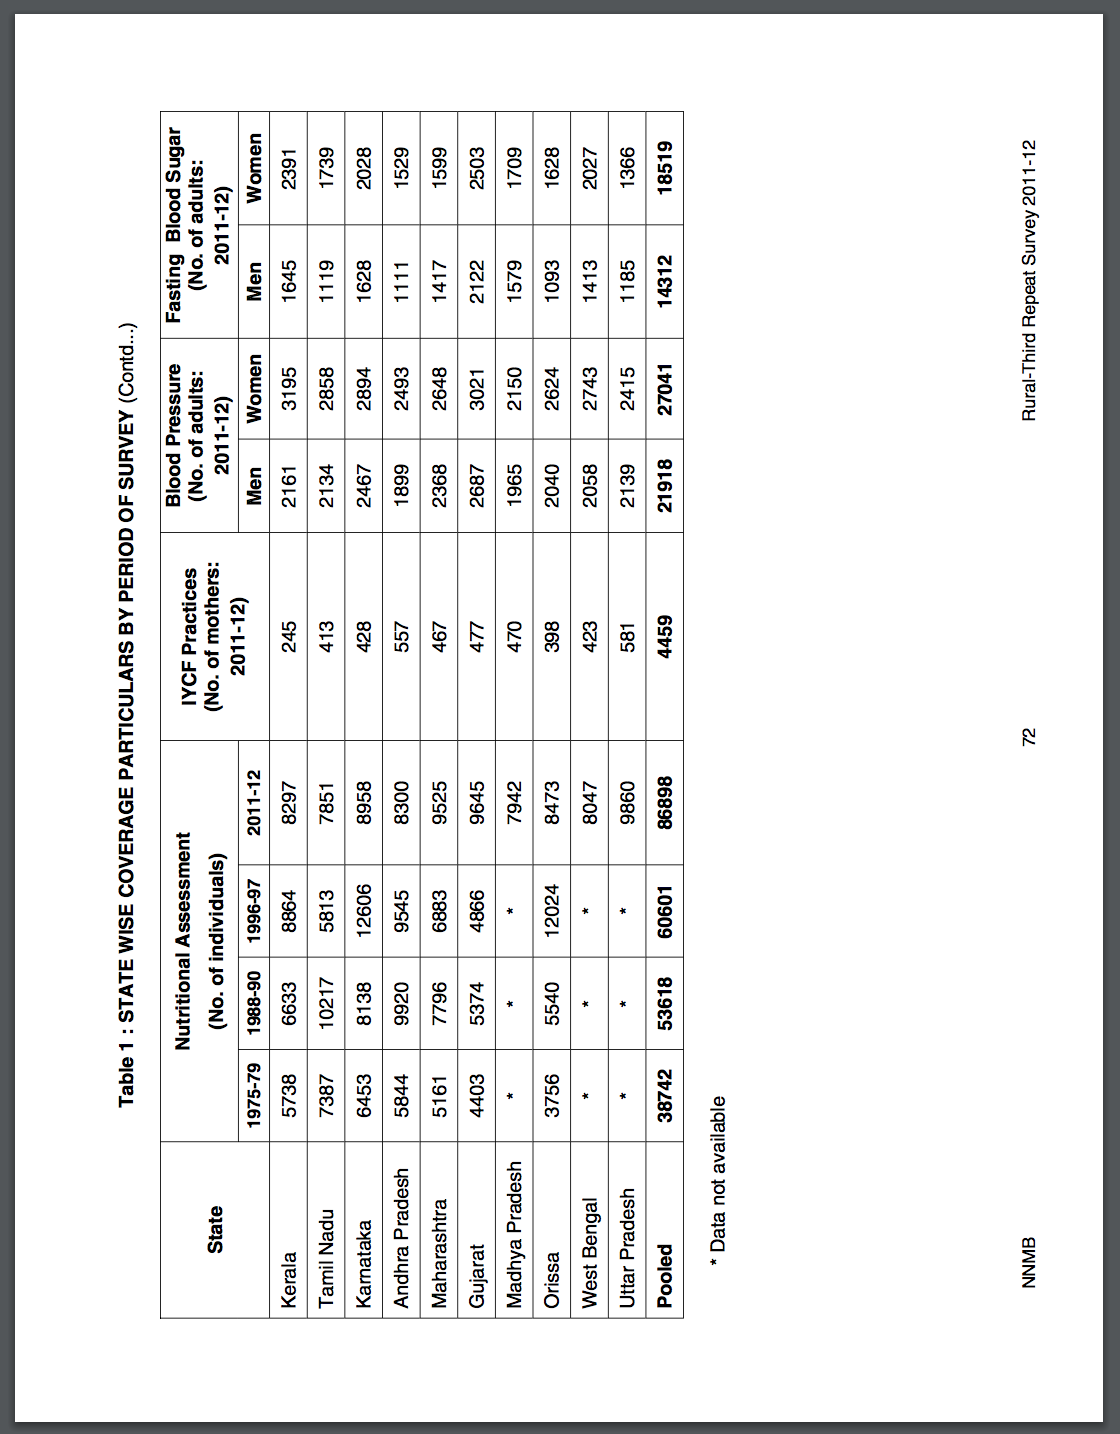 Table 1 : STATE WISE COVERAGE PARTICULARS BY PERIOD OF SURVEY (Contd...)
State Nutritional Assessment (No. of individuals) IYCF Practices (No. of mothers: 2011-12) Blood Pressure (No. of adults: 2011-12) Fasting Blood Sugar (No. of adults: 2011-12)
1975-79 1988-90 1996-97 2011-12 Men Women Men Women
Kerala 5738 6633 8864 8297 245 2161 3195 1645 2391
Tamil Nadu 7387 10217 5813 7851 413 2134 2858 1119 1739
Karnataka 6453 8138 12606 8958 428 2467 2894 1628 2028
Andhra Pradesh 5844 9920 9545 8300 557 1899 2493 1111 1529
Maharashtra 5161 7796 6883 9525 467 2368 2648 1417 1599
Gujarat 4403 5374 4866 9645 477 2687 3021 2122 2503
Madhya Pradesh * * * 7942 470 1965 2150 1579 1709
Orissa 3756 5540 12024 8473 398 2040 2624 1093 1628
West Bengal * * * 8047 423 2058 2743 1413 2027
Uttar Pradesh * * * 9860 581 2139 2415 1185 1366
Pooled 38742 53618 60601 86898 4459 21918 27041 14312 18519
* Data not available
NNMB 72 Rural-Third Repeat Survey 2011-12